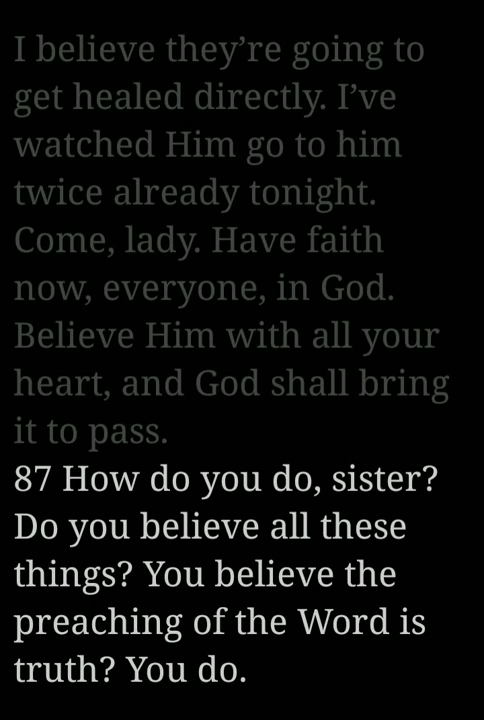 I believe they’re going to
get healed directly. I’ve
watched Him go to him
twice already tonight.
Come, lady. Have faith
now, everyone, in God.
Believe Him with all your
heart, and God shall bring
it to pass.
87 How do you do, sister?
Do you believe all these
things? You believe the
preaching of the Word is
truth? You do.